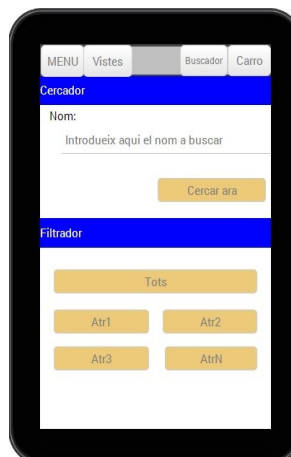 MENU Vistes Buscador Carro
Cercador
Nom:
Introdueix aqui el nom a buscar
Cercar ara
Filtrador
Tots
Atr1 Atr2
Atr3 AtrN